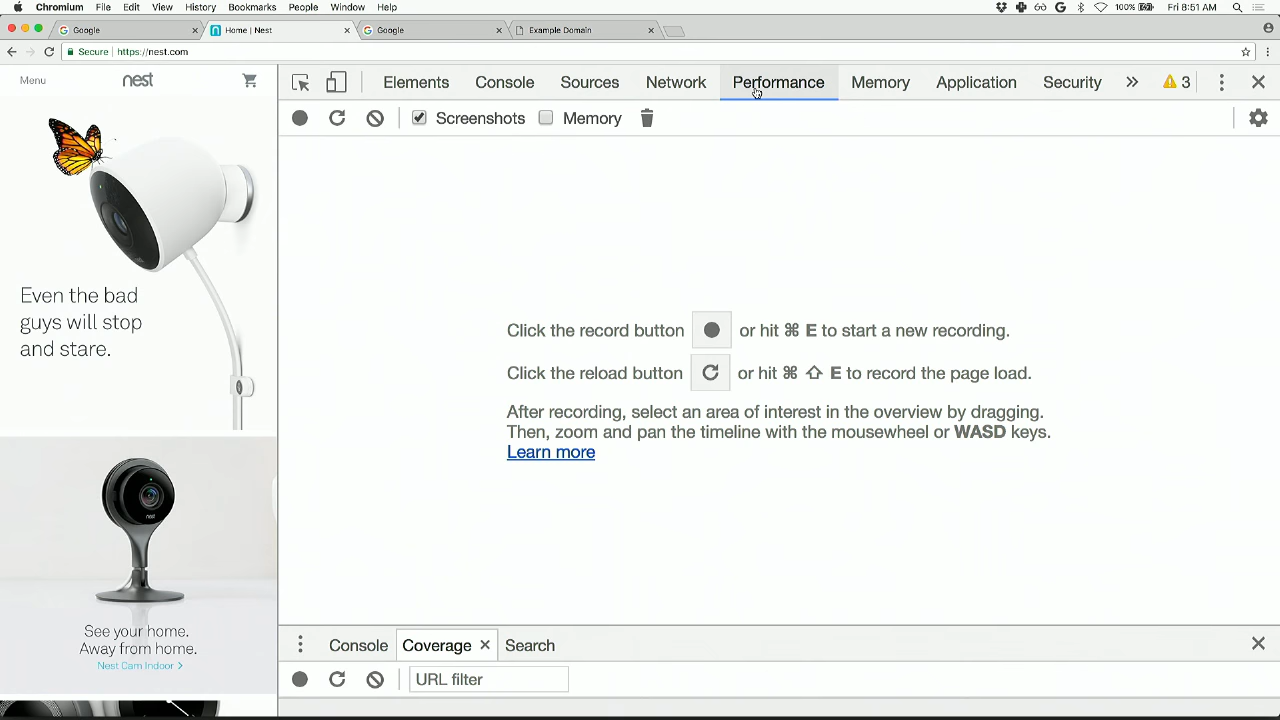 Chromium File Edit View History Bookmarks People Window Help 100% Fri 8:51 AM
Google Home | Nest Google Example Domain
Secure https://nest.com
Menu nest
Elements Console Sources Network Performance Memory Application Security 3
Screenshots Memory
Even the bad
guys will stop
and stare.
Click the record button or hit ⌘ E to start a new recording.
Click the reload button or hit ⌘ ⇧ E to record the page load.
After recording, select an area of interest in the overview by dragging.
Then, zoom and pan the timeline with the mousewheel or WASD keys.
Learn more
nest
See your home.
Away from home.
Nest Cam Indoor >
Console Coverage Search
URL filter